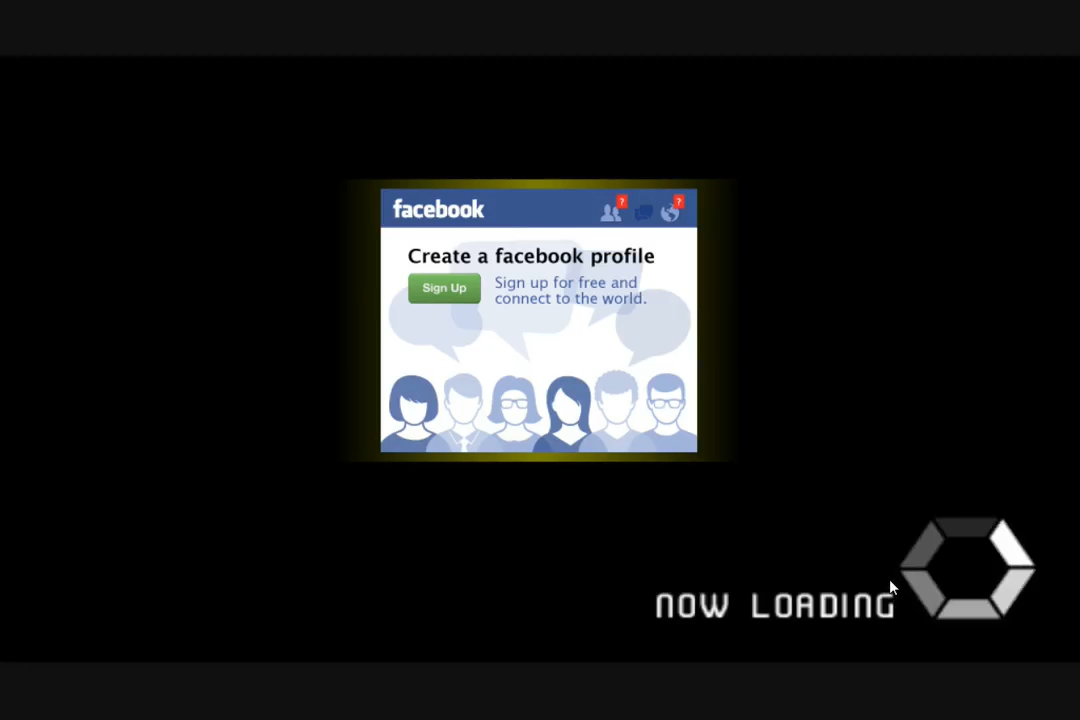 facebook
? ?
Create a facebook profile
Sign Up
Sign up for free and
connect to the world.
NOW LOADING